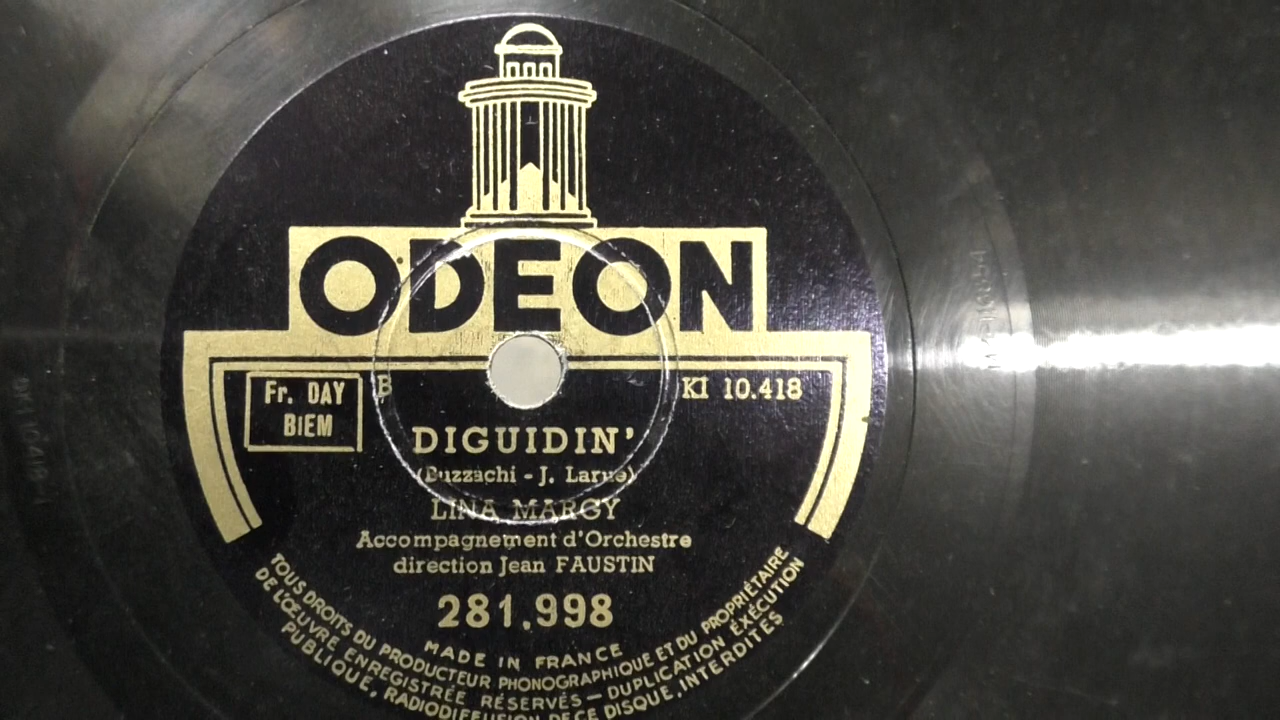 ODEON
Fr. DAY
BIEM
B
KI 10.418
DIGUIDIN'
(Buzzachi - J. Larue)
LINA MARGY
Accompagnement d'Orchestre
direction Jean FAUSTIN
281.998
MADE IN FRANCE
TOUS DROITS DU PRODUCTEUR PHONOGRAPHIQUE ET DU PROPRIÉTAIRE
DE L'ŒUVRE ENREGISTRÉE RÉSERVÉS — DUPLICATION EXÉCUTION
PUBLIQUE, RADIODIFFUSION DE CE DISQUE, INTERDITES